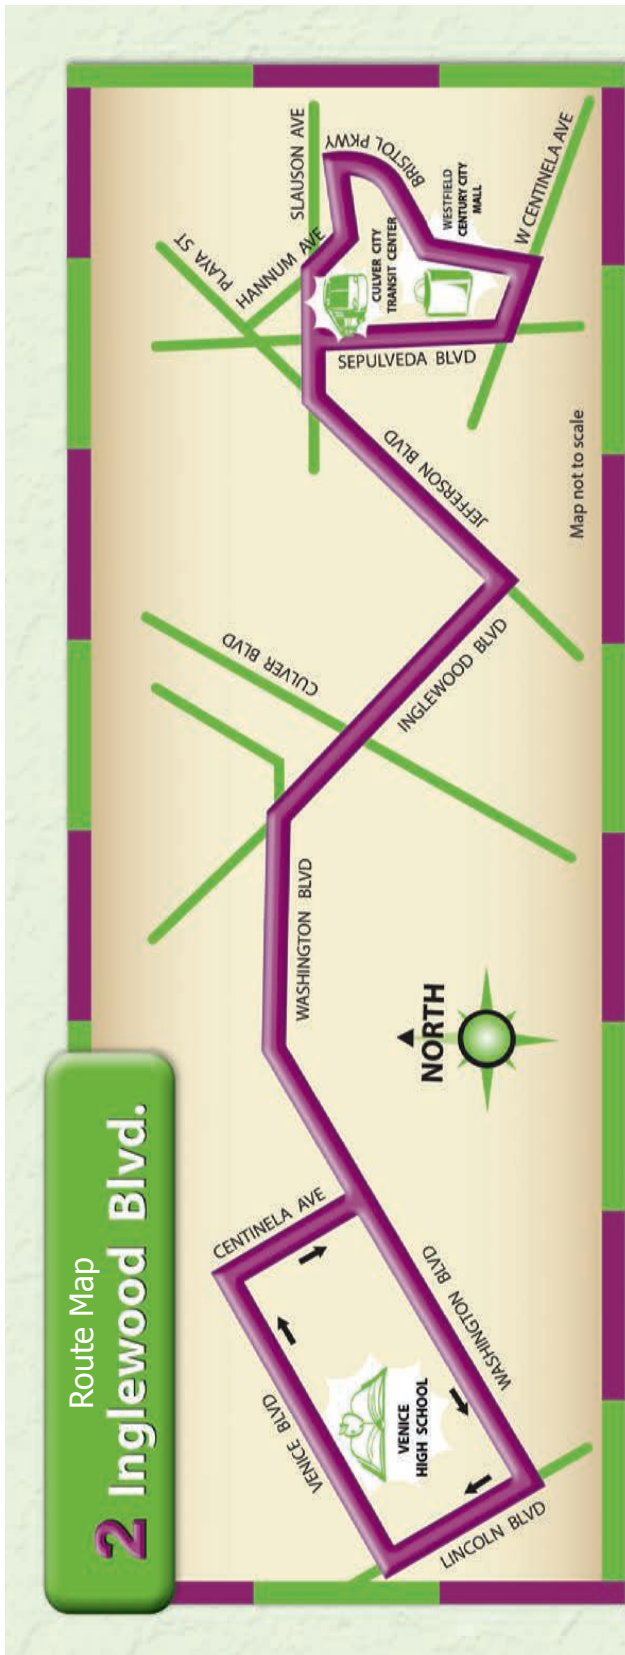 Route Map
2 Inglewood Blvd.
VENICE BLVD
LINCOLN BLVD
VENICE
HIGH SCHOOL
CENTINELA AVE
WASHINGTON BLVD
NORTH
WASHINGTON BLVD
INGLEWOOD BLVD
CULVER BLVD
JEFFERSON BLVD
Map not to scale
SEPULVEDA BLVD
PLAYA ST
HANNUM AVE
SLAUSON AVE
BRISTOL PKWY
CULVER CITY
TRANSIT CENTER
WESTFIELD
CENTURY CITY
MALL
W CENTINELA AVE